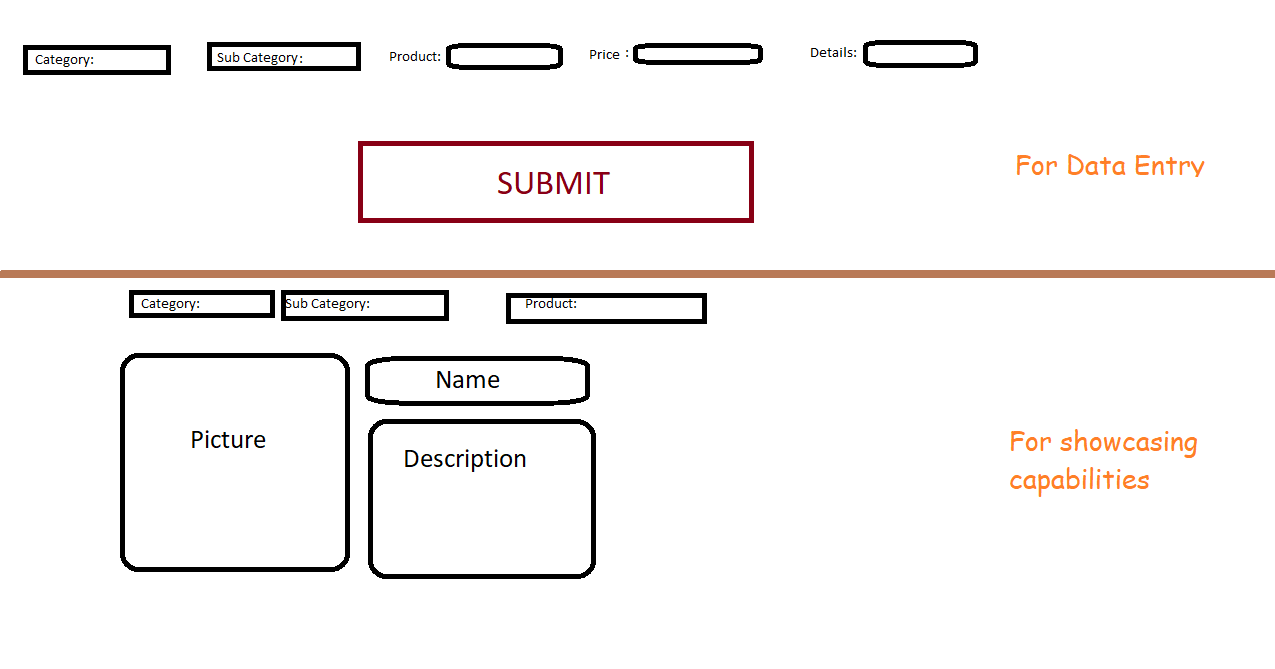 Category:
Sub Category:
Product:
Price :
Details:
SUBMIT
For Data Entry
Category:
Sub Category:
Product:
Name
Picture
Description
For showcasing
capabilities